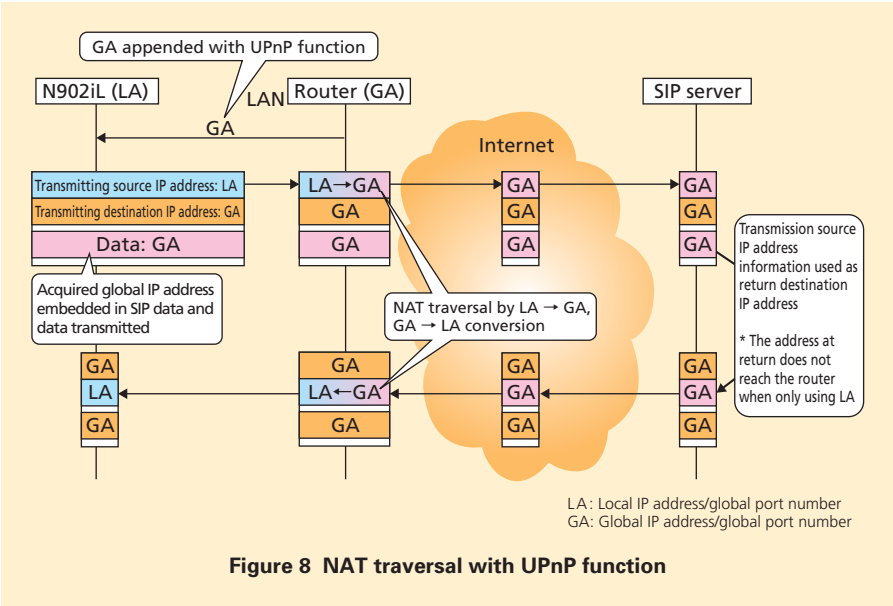 GA appended with UPnP function
N902iL (LA)
LAN
Router (GA)
SIP server
GA
Internet
Transmitting source IP address: LA
LA→GA
GA
GA
Transmitting destination IP address: GA
GA
GA
GA
Data: GA
GA
GA
GA
Transmission source
IP address
information used as
return destination
IP address
* The address at
return does not
reach the router
when only using LA
Acquired global IP address
embedded in SIP data and
data transmitted
NAT traversal by LA → GA,
GA → LA conversion
GA
GA
GA
GA
LA
LA←GA
GA
GA
GA
GA
GA
GA
LA: Local IP address/global port number
GA: Global IP address/global port number
Figure 8 NAT traversal with UPnP function